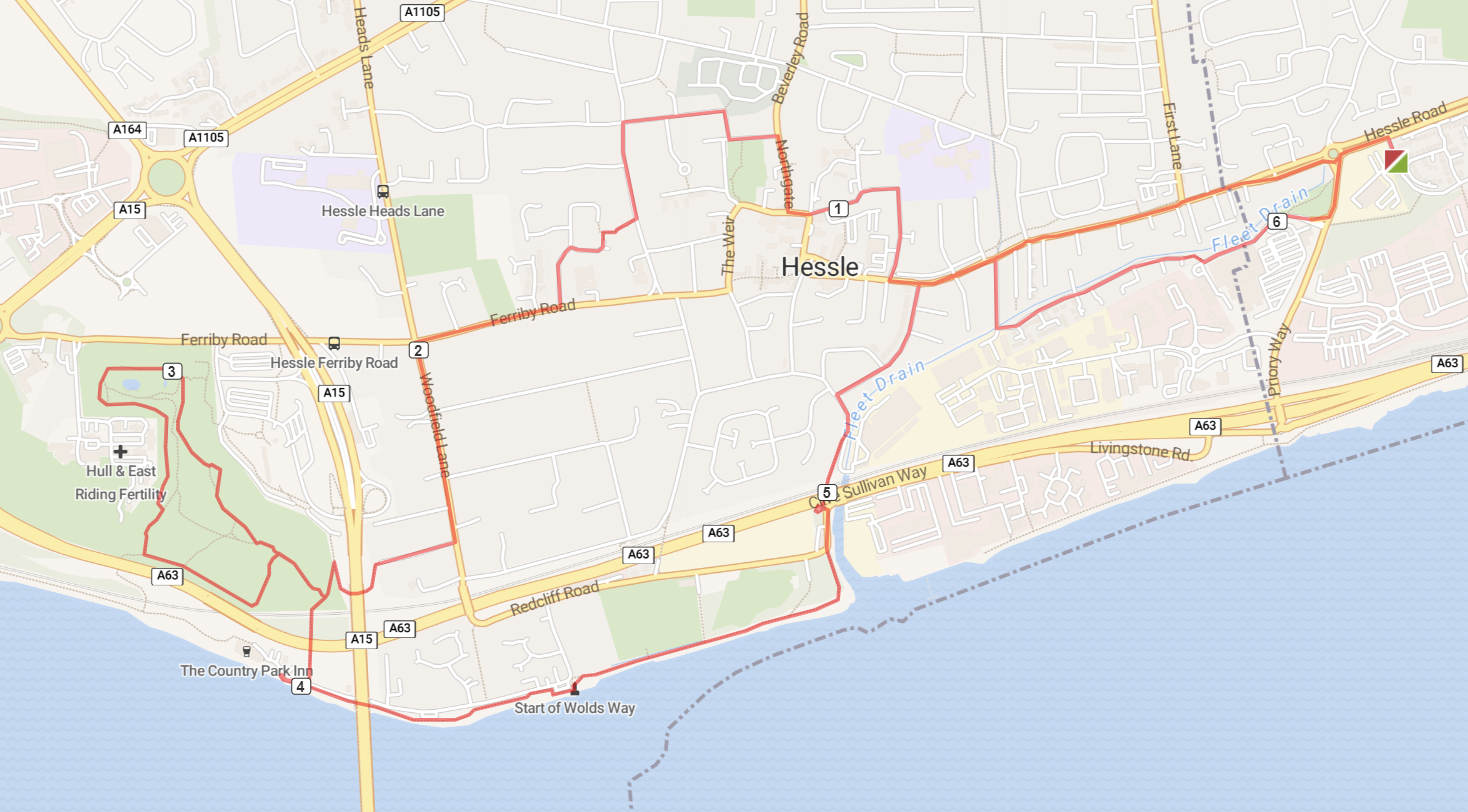 A1105
Heads Lane
Beverley Road
Hessle Road
First Lane
A164
A1105
Northgate
A15
Hessle Heads Lane
1
Fleet Drain
6
The Weir
Hessle
Ferriby Road
Ferriby Road
2
Hessle Ferriby Road
Priory Way
3
A63
A15
Woodfield Lane
Fleet Drain
A63
Hull & East
Riding Fertility
Livingstone Rd
A63
5
Sullivan Way
A63
A63
A63
Redcliff Road
A63
A15
The Country Park Inn
4
Start of Wolds Way